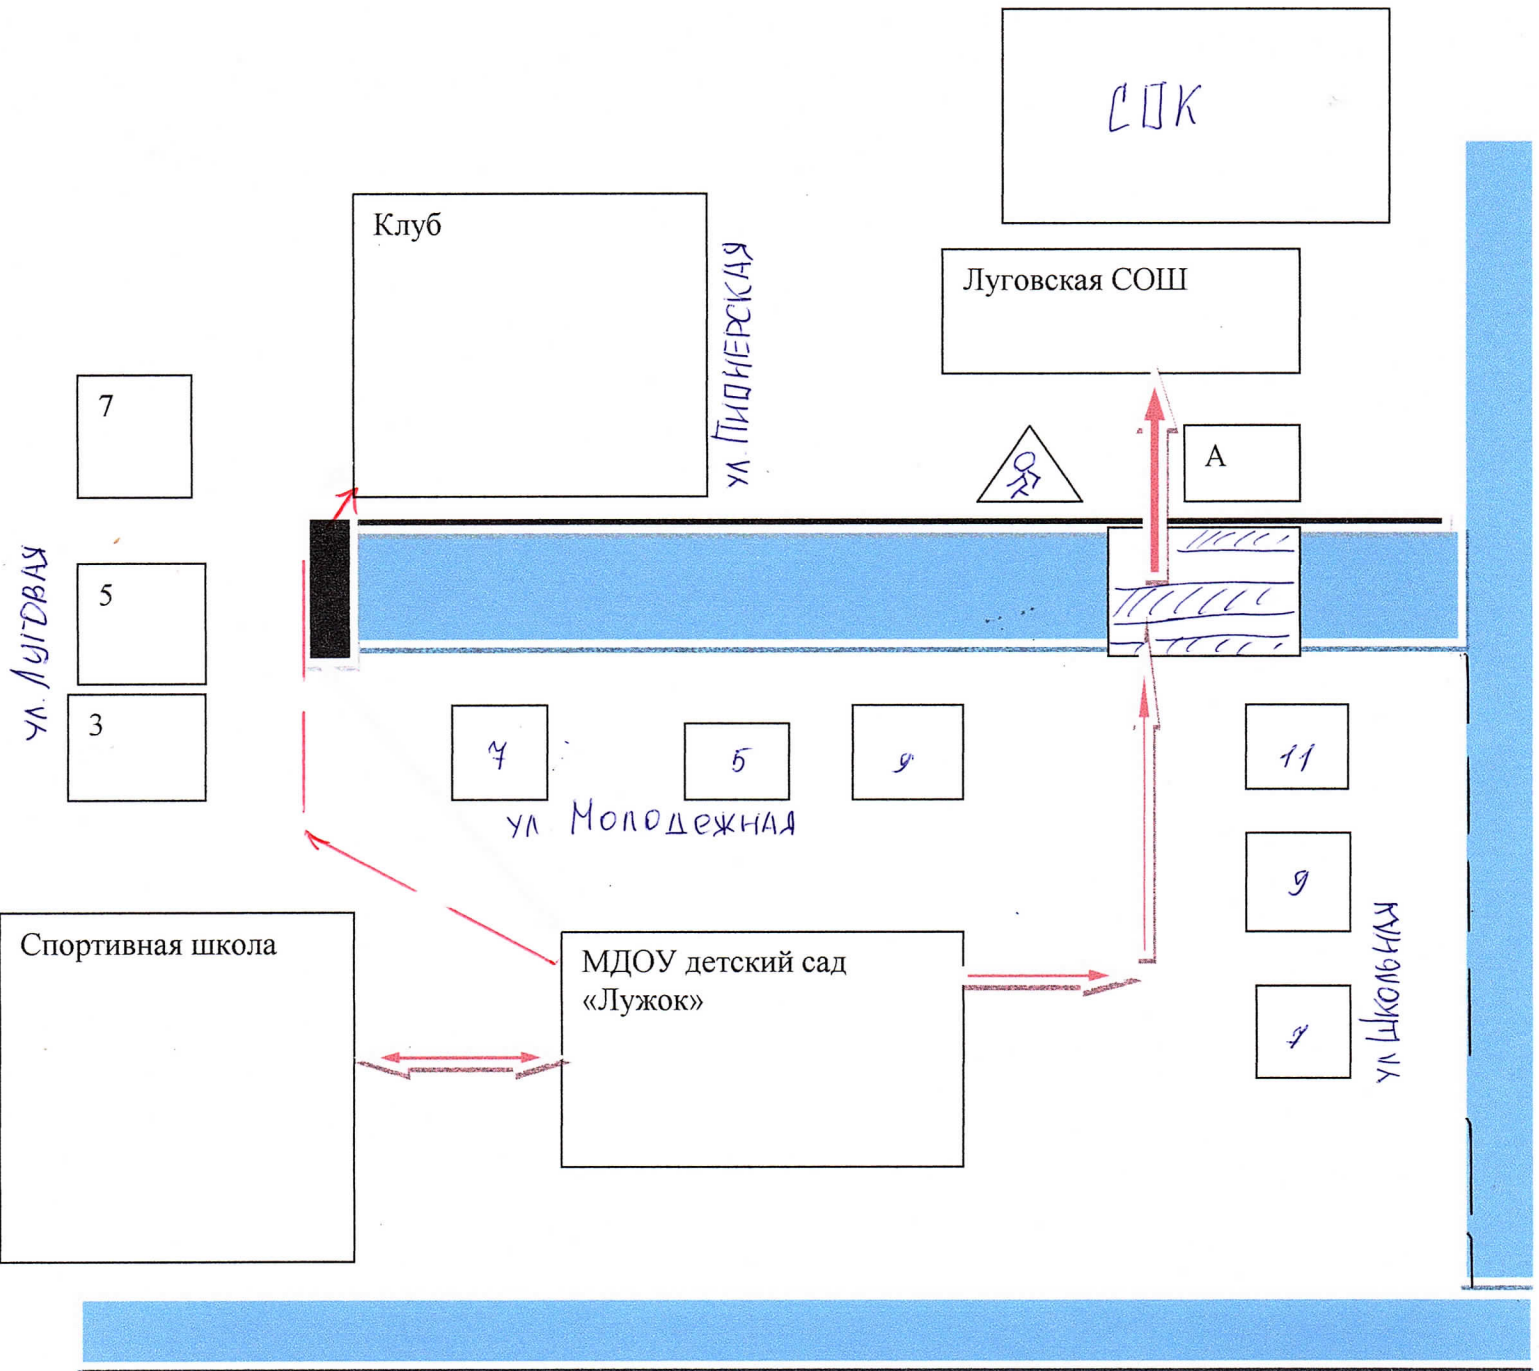 СОК
Клуб
ул. Пионерская
Луговская СОШ
7
А
ул. Луговая
5
3
7
5
9
11
ул Молодежная
9
Спортивная школа
МДОУ детский сад
«Лужок»
ул Школьная
7